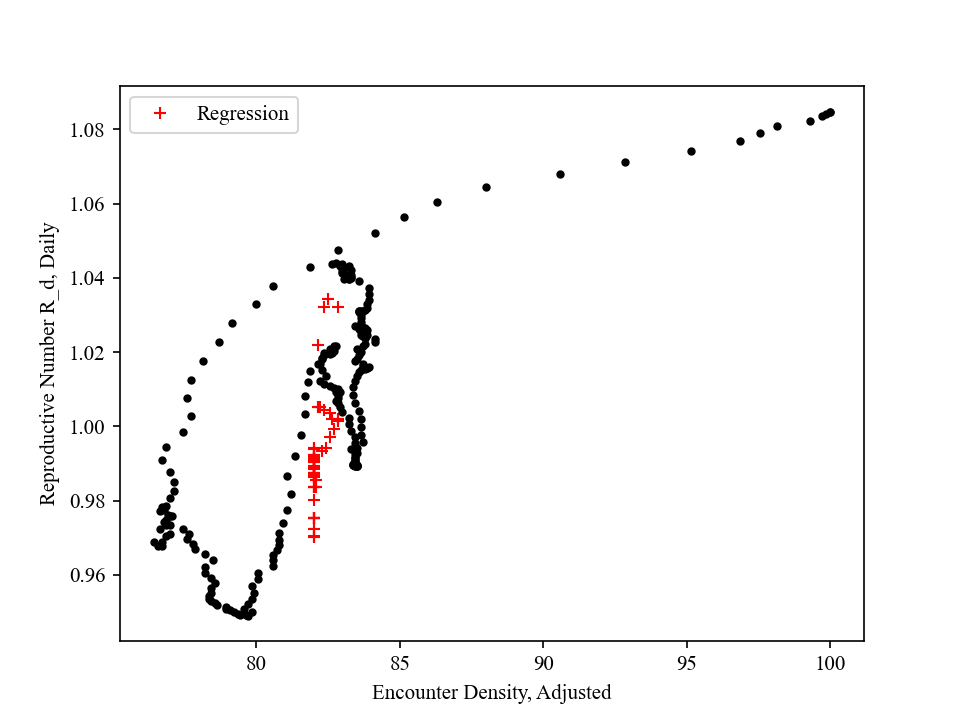 Regression
1.08
1.06
1.04
1.02
1.00
0.98
0.96
Reproductive Number R_d, Daily
80 85 90 95 100
Encounter Density, Adjusted